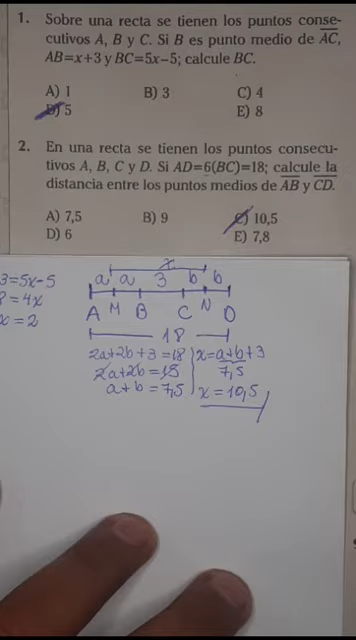 1. Sobre una recta se tienen los puntos conse-
cutivos A, B y C. Si B es punto medio de AC,
AB=x+3 y BC=5x-5; calcule BC.
A) 1 B) 3 C) 4
D) 5 E) 8
2. En una recta se tienen los puntos consecu-
tivos A, B, C y D. Si AD=6(BC)=18; calcule la
distancia entre los puntos medios de AB y CD.
A) 7,5 B) 9 C) 10,5
D) 6 E) 7,8
x
a a 3 b b
A M B C N D
18
3=5x-5
8=4x
x=2
2a+2b+3=18
2a+2b=15
a+b=7,5
x=a+b+3
7,5
x=10,5